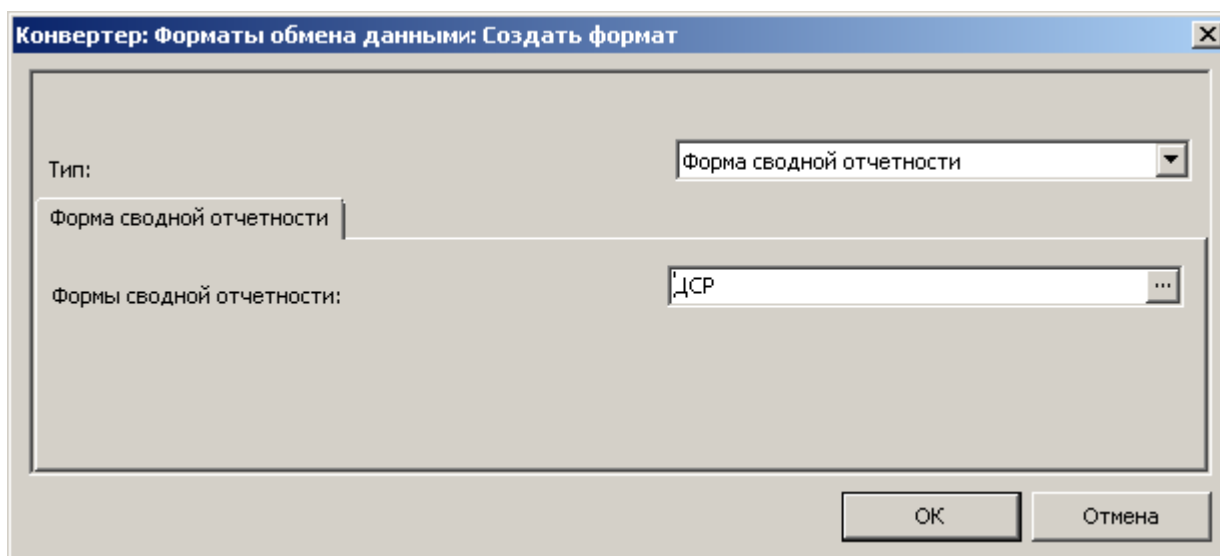 Конвертер: Форматы обмена данными: Создать формат
Тип:
Форма сводной отчетности
Форма сводной отчетности
Формы сводной отчетности:
ДСР
...
ОК
Отмена